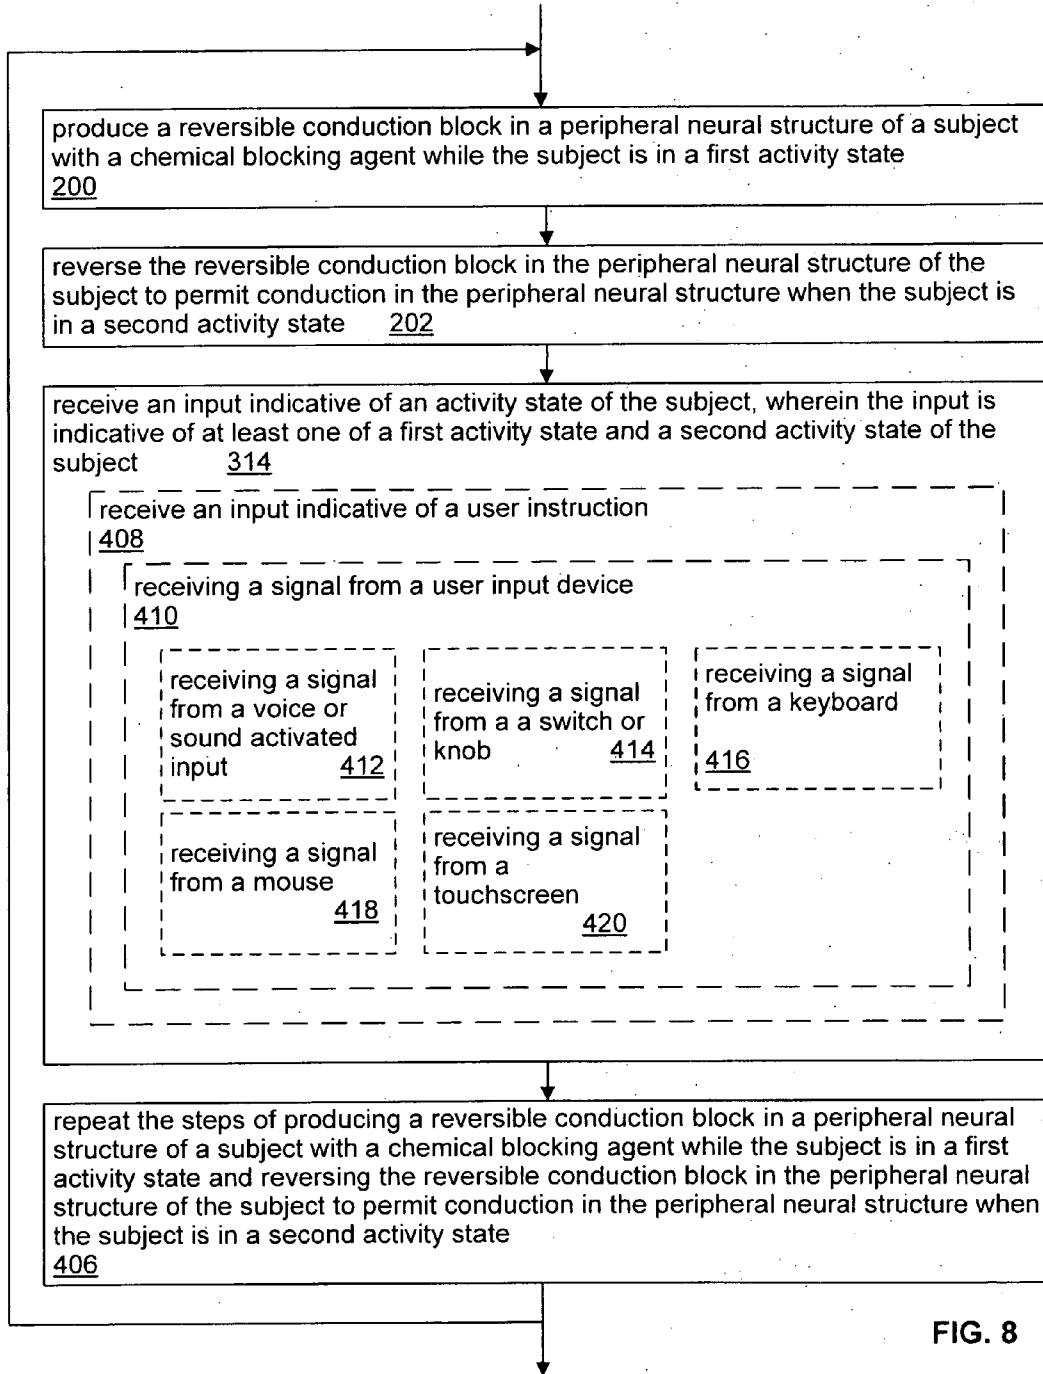 produce a reversible conduction block in a peripheral neural structure of a subject
with a chemical blocking agent while the subject is in a first activity state
200
reverse the reversible conduction block in the peripheral neural structure of the
subject to permit conduction in the peripheral neural structure when the subject is
in a second activity state 202
receive an input indicative of an activity state of the subject, wherein the input is
indicative of at least one of a first activity state and a second activity state of the
subject 314
receive an input indicative of a user instruction
408
receiving a signal from a user input device
410
receiving a signal
from a voice or
sound activated
input 412
receiving a signal
from a a switch or
knob 414
receiving a signal
from a keyboard
416
receiving a signal
from a mouse
418
receiving a signal
from a
touchscreen
420
repeat the steps of producing a reversible conduction block in a peripheral neural
structure of a subject with a chemical blocking agent while the subject is in a first
activity state and reversing the reversible conduction block in the peripheral neural
structure of the subject to permit conduction in the peripheral neural structure when
the subject is in a second activity state
406
FIG. 8